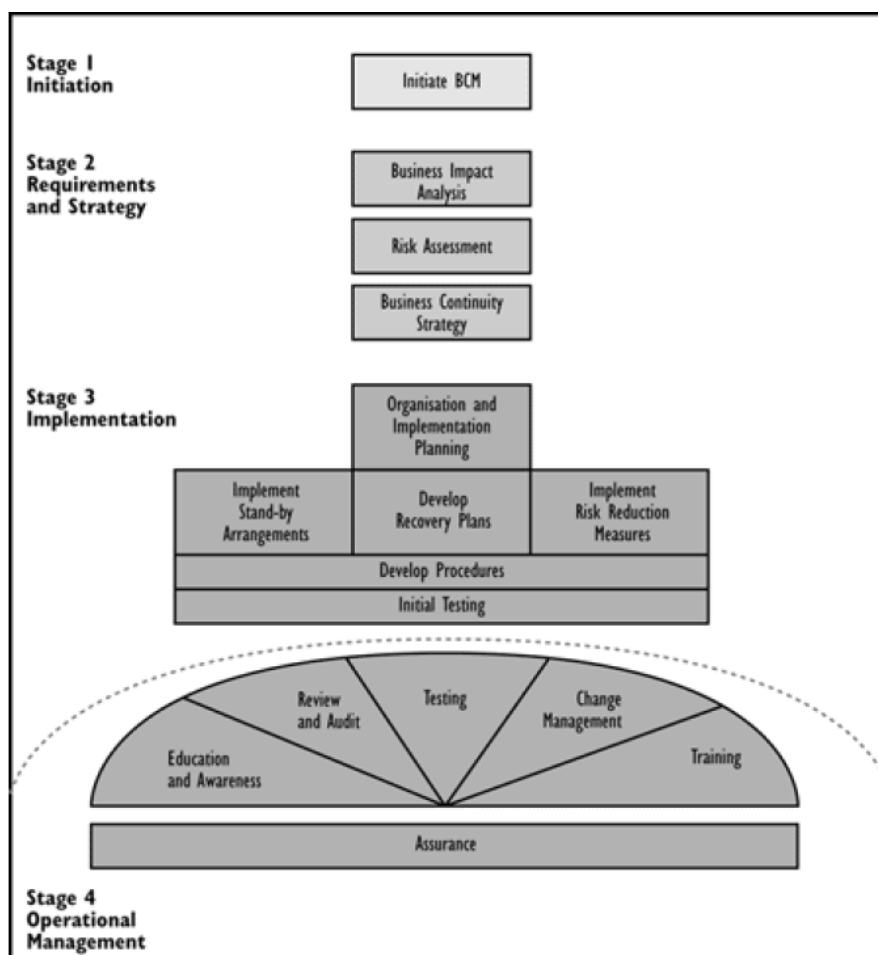 Stage 1
Initiation
Initiate BCM
Stage 2
Requirements
and Strategy
Business Impact
Analysis
Risk Assessment
Business Continuity
Strategy
Stage 3
Implementation
Organisation and
Implementation
Planning
Implement
Stand-by
Arrangements
Develop
Recovery Plans
Implement
Risk Reduction
Measures
Develop Procedures
Initial Testing
Education
and Awareness
Review
and Audit
Testing
Change
Management
Training
Assurance
Stage 4
Operational
Management